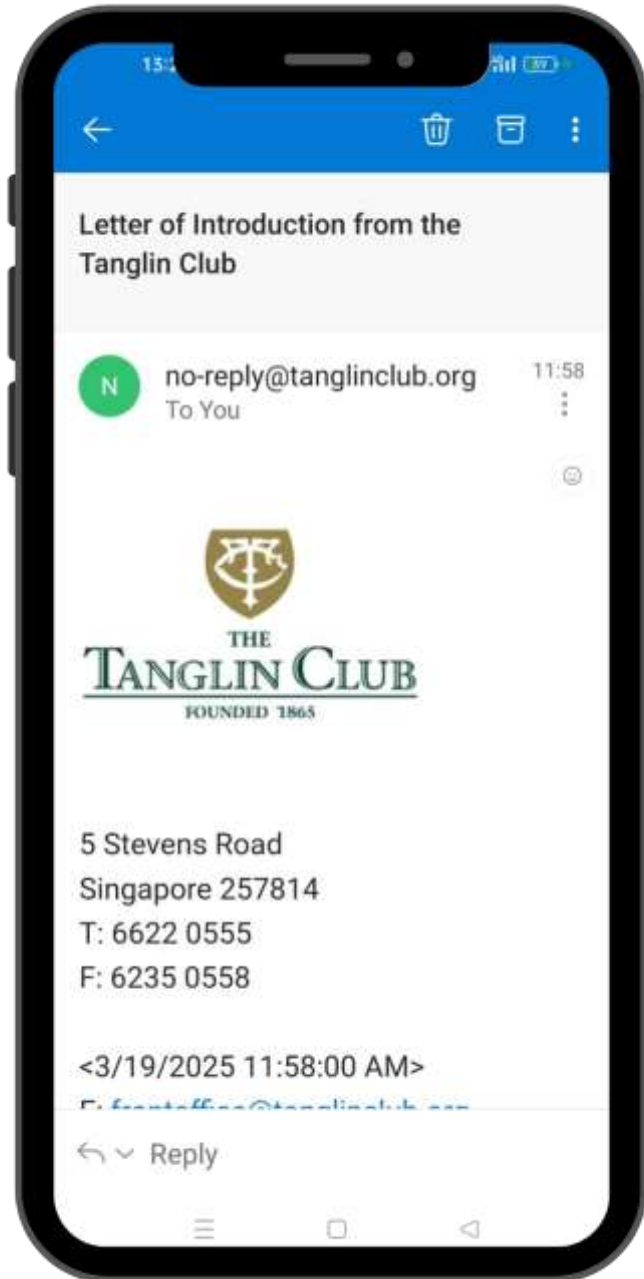 Letter of Introduction from the
Tanglin Club
N
no-reply@tanglinclub.org
11:58
To You
THE
TANGLIN CLUB
FOUNDED 1865
5 Stevens Road
Singapore 257814
T: 6622 0555
F: 6235 0558
<3/19/2025 11:58:00 AM>
Reply